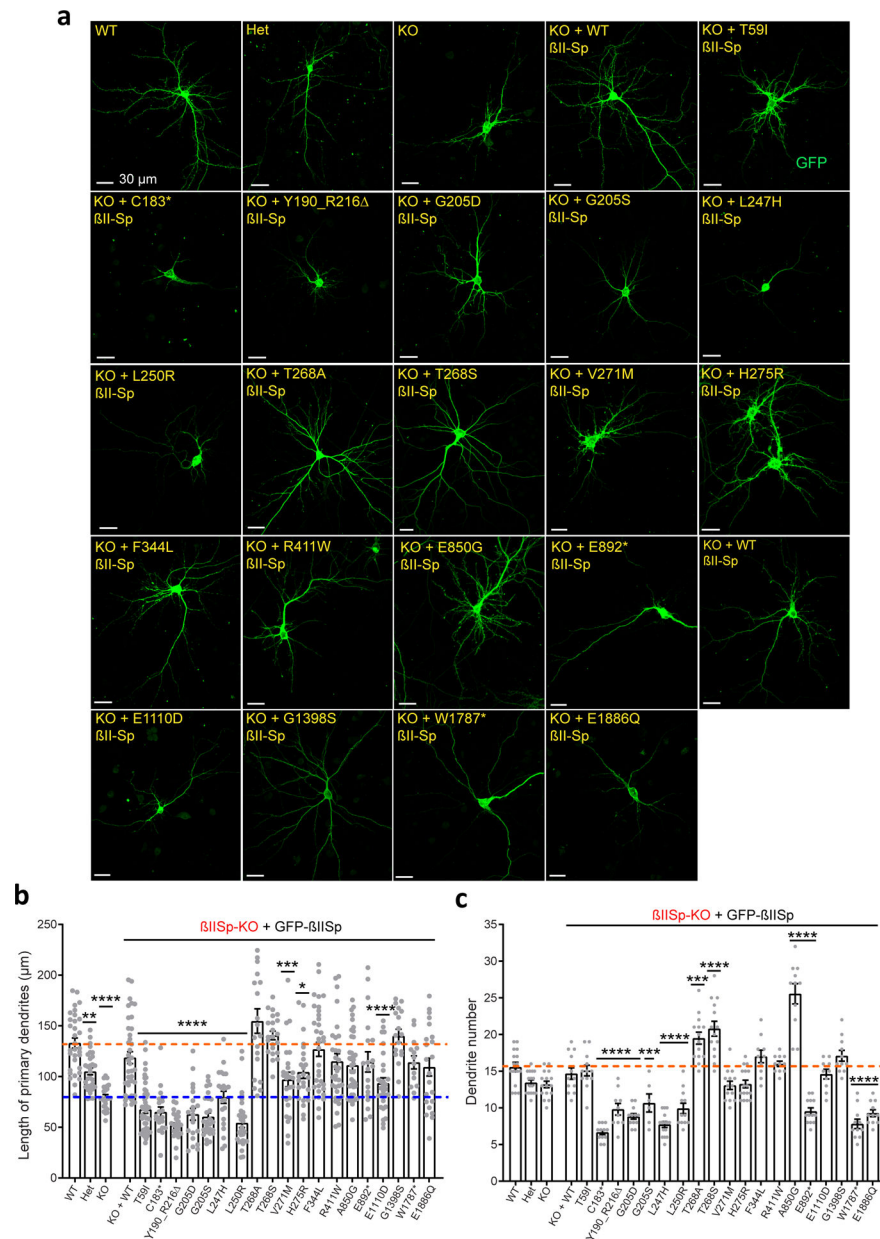 a
WT
Het
KO
KO + WT
ßII-Sp
KO + T59I
ßII-Sp
GFP
30 µm
KO + C183*
ßII-Sp
KO + Y190_R216Δ
ßII-Sp
KO + G205D
ßII-Sp
KO + G205S
ßII-Sp
KO + L247H
ßII-Sp
KO + L250R
ßII-Sp
KO + T268A
ßII-Sp
KO + T268S
ßII-Sp
KO + V271M
ßII-Sp
KO + H275R
ßII-Sp
KO + F344L
ßII-Sp
KO + R411W
ßII-Sp
KO + E850G
ßII-Sp
KO + E892*
ßII-Sp
KO + WT
ßII-Sp
KO + E1110D
ßII-Sp
KO + G1398S
ßII-Sp
KO + W1787*
ßII-Sp
KO + E1886Q
ßII-Sp
b
ßIISp-KO + GFP-ßIISp
Length of primary dendrites (µm)
250
200
150
100
50
0
**
****
****
***
*
****
WT
Het
KO
KO + WT
T59I
C183*
Y190_R216Δ
G205D
G205S
L247H
L250R
T268A
T268S
V271M
H275R
F344L
R411W
A850G
E892*
E1110D
G1398S
W1787*
E1886Q
c
ßIISp-KO + GFP-ßIISp
Dendrite number
35
30
25
20
15
10
5
0
****
***
****
***
****
****
****
WT
Het
KO
KO + WT
T59I
C183*
Y190_R216Δ
G205D
G205S
L247H
L250R
T268A
T268S
V271M
H275R
F344L
R411W
A850G
E892*
E1110D
G1398S
W1787*
E1886Q